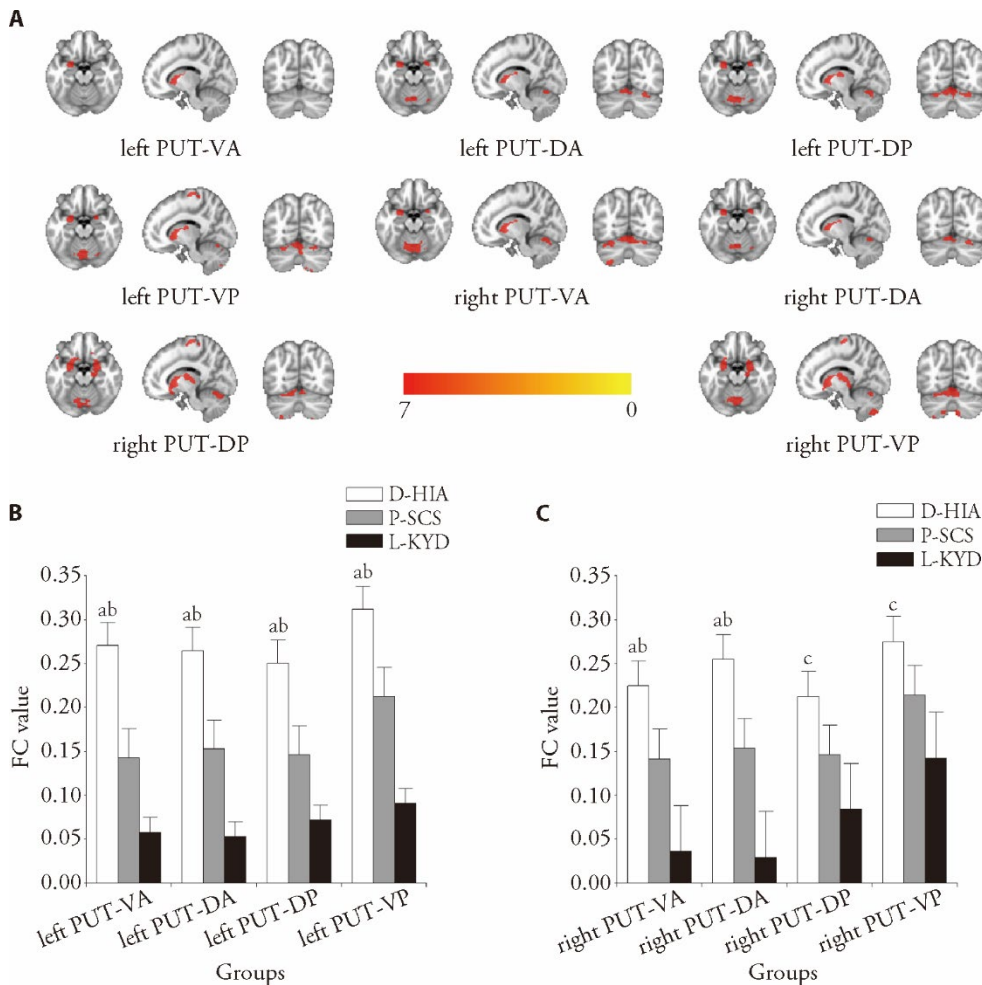 A
left PUT-VA
left PUT-DA
left PUT-DP
left PUT-VP
right PUT-VA
right PUT-DA
right PUT-DP
7
0
right PUT-VP
B
D-HIA
P-SCS
L-KYD
0.35
0.30
0.25
0.20
0.15
0.10
0.05
0.00
FC value
ab
ab
ab
ab
left PUT-VA
left PUT-DA
left PUT-DP
left PUT-VP
Groups
C
D-HIA
P-SCS
L-KYD
0.35
0.30
0.25
0.20
0.15
0.10
0.05
0.00
FC value
ab
ab
c
c
right PUT-VA
right PUT-DA
right PUT-DP
right PUT-VP
Groups